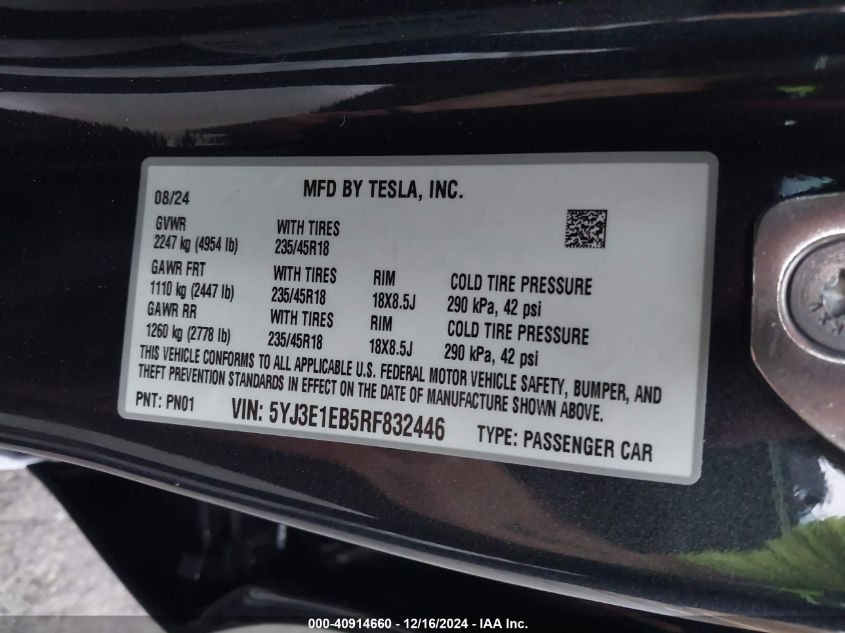 MFD BY TESLA, INC.
08/24
GVWR WITH TIRES
2247 kg (4954 lb) 235/45R18
GAWR FRT WITH TIRES RIM COLD TIRE PRESSURE
1110 kg (2447 lb) 235/45R18 18X8.5J 290 kPa, 42 psi
GAWR RR WITH TIRES RIM COLD TIRE PRESSURE
1260 kg (2778 lb) 235/45R18 18X8.5J 290 kPa, 42 psi
THIS VEHICLE CONFORMS TO ALL APPLICABLE U.S. FEDERAL MOTOR VEHICLE SAFETY, BUMPER, AND
THEFT PREVENTION STANDARDS IN EFFECT ON THE DATE OF MANUFACTURE SHOWN ABOVE.
PNT: PN01 VIN: 5YJ3E1EB5RF832446 TYPE: PASSENGER CAR
000-40914660 - 12/16/2024 - IAA Inc.